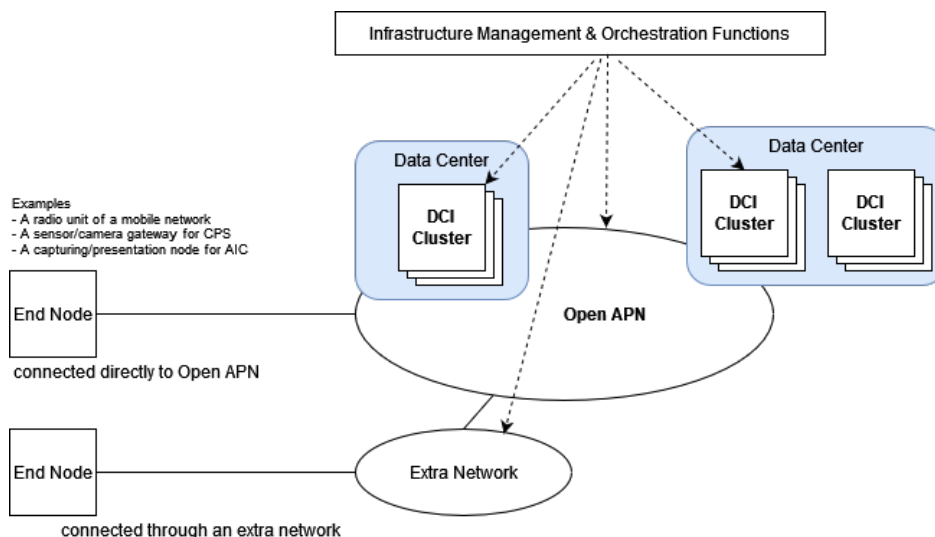 Infrastructure Management & Orchestration Functions
Data Center
DCI
Cluster
Data Center
DCI
Cluster
DCI
Cluster
Examples
- A radio unit of a mobile network
- A sensor/camera gateway for CPS
- A capturing/presentation node for AIC
End Node
Open APN
connected directly to Open APN
End Node
Extra Network
connected through an extra network